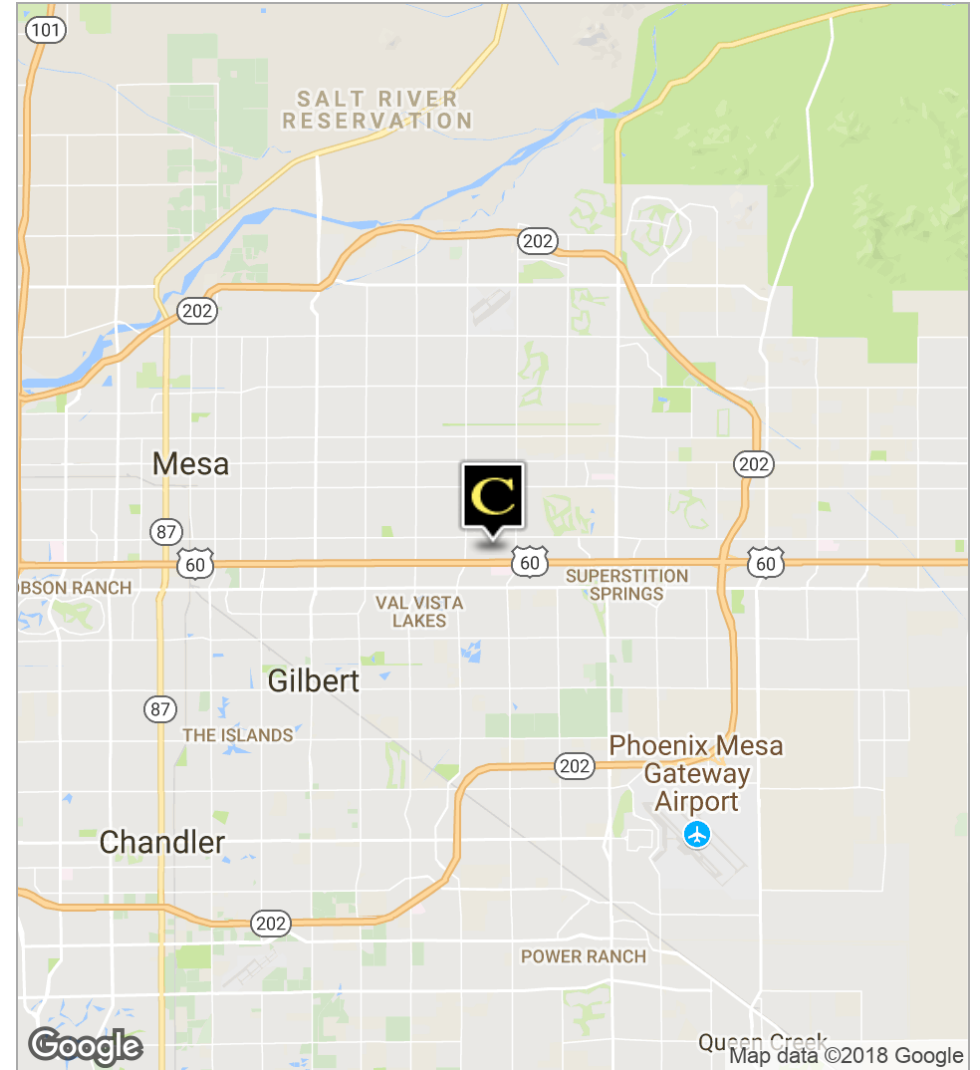 101
SALT RIVER
RESERVATION
202
202
Mesa
202
C
87
60
60
60
SUPERSTITION
SPRINGS
OBSON RANCH
VAL VISTA
LAKES
Gilbert
87
THE ISLANDS
Phoenix Mesa
Gateway
Airport
202
Chandler
202
POWER RANCH
Queen Creek
Google
Map data ©2018 Google